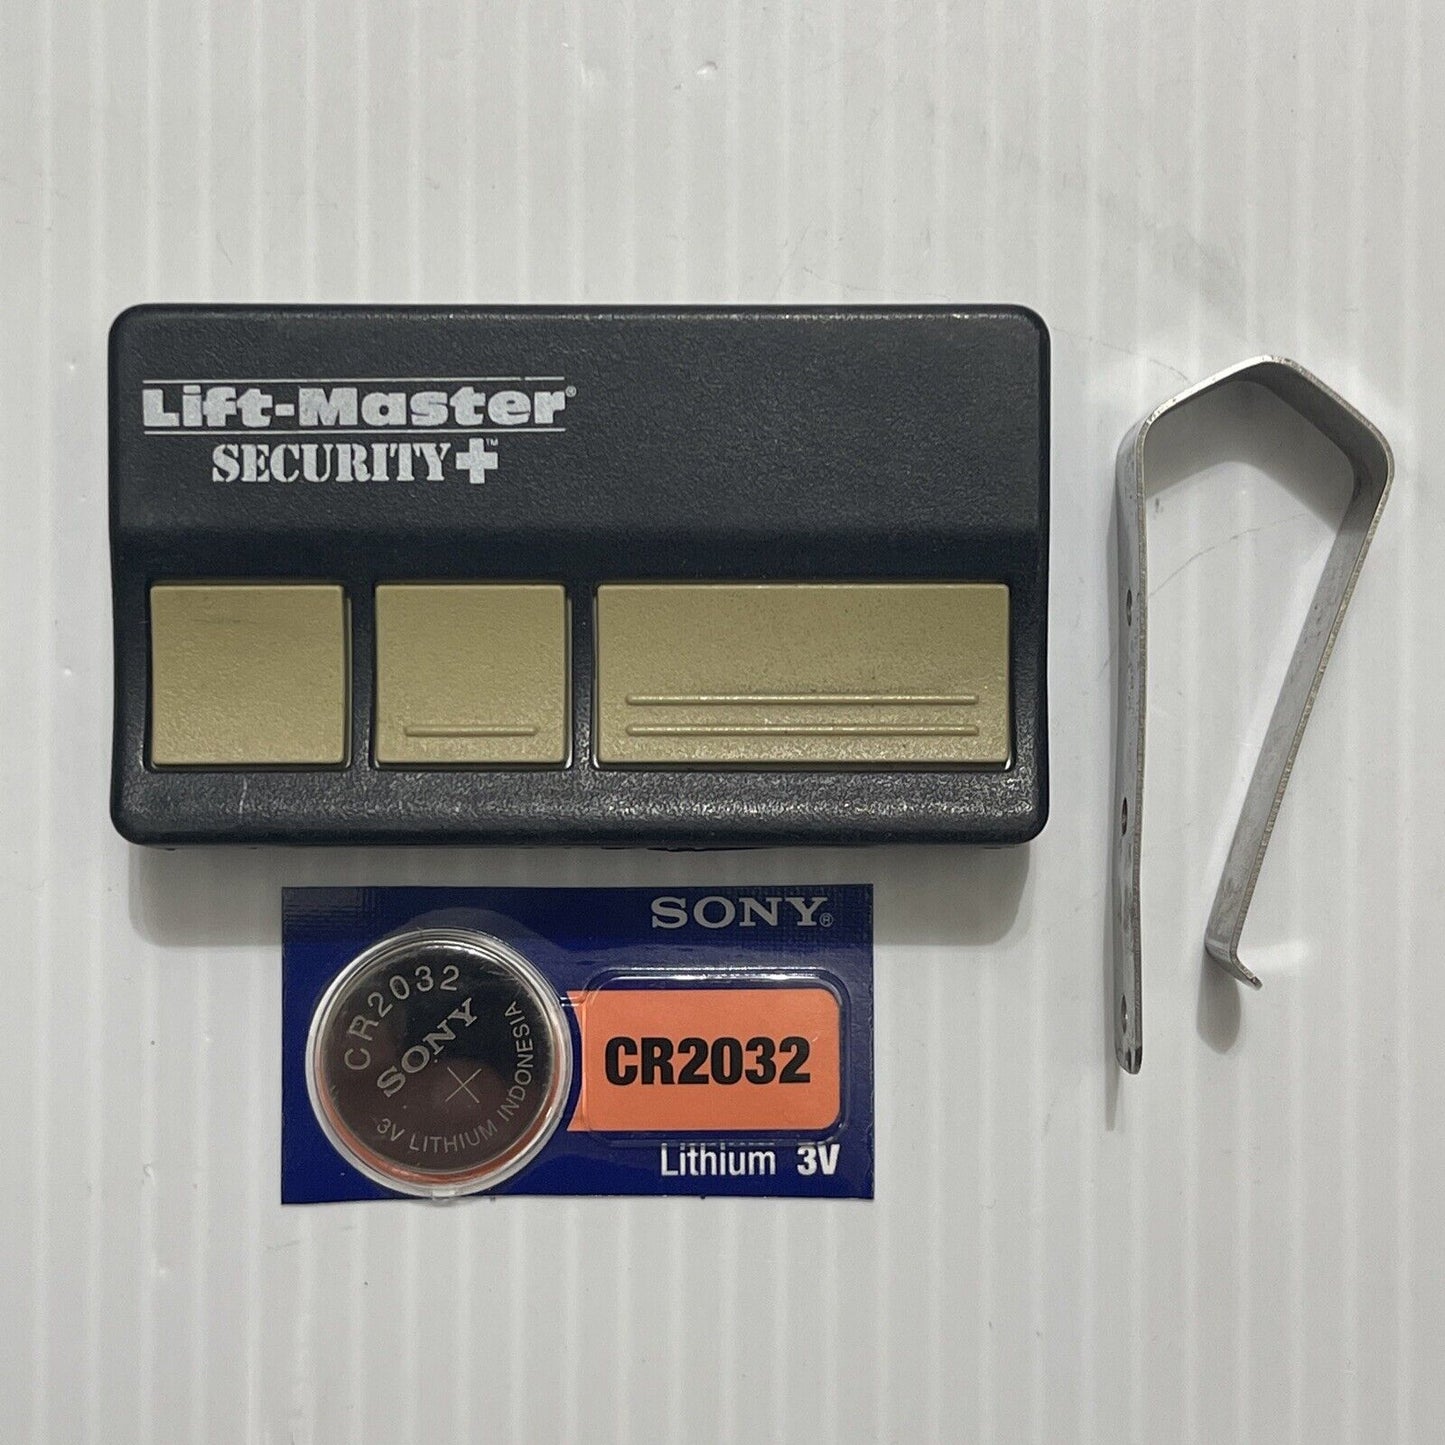 Lift-Master®
SECURITY+™
SONY®
CR2032
SONY
3V LITHIUM INDONESIA
CR2032
Lithium 3V